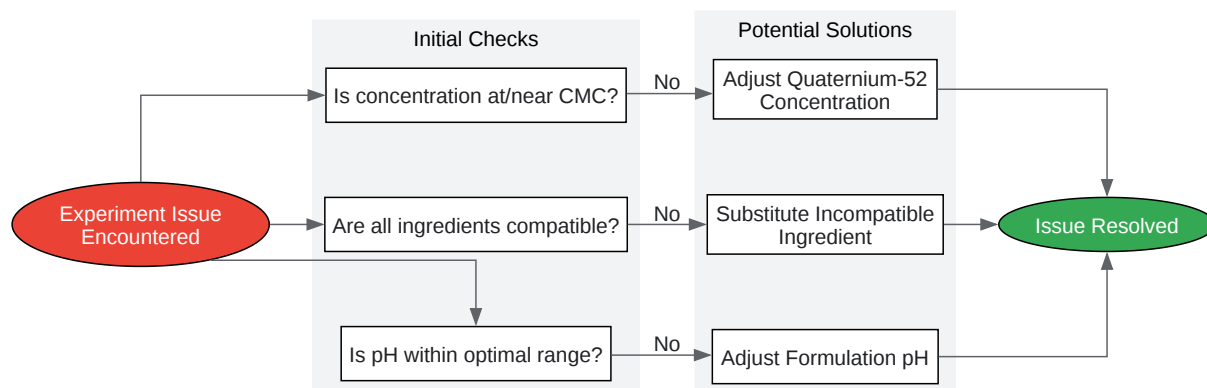 Initial Checks
Potential Solutions
Is concentration at/near CMC?
No
Adjust Quaternium-52
Concentration
Experiment Issue
Encountered
Are all ingredients compatible?
No
Substitute Incompatible
Ingredient
Issue Resolved
Is pH within optimal range?
No
Adjust Formulation pH